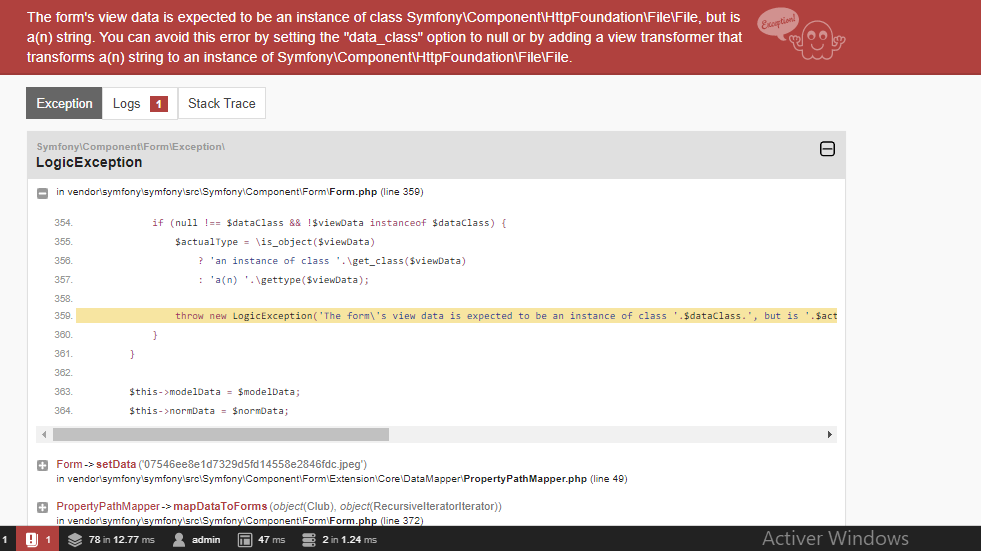 The form's view data is expected to be an instance of class Symfony\Component\HttpFoundation\File\File, but is
a(n) string. You can avoid this error by setting the "data_class" option to null or by adding a view transformer that
transforms a(n) string to an instance of Symfony\Component\HttpFoundation\File\File.
Exception!
Exception Logs 1 Stack Trace
Symfony\Component\Form\Exception\
LogicException
in vendor\symfony\symfony\src\Symfony\Component\Form\Form.php (line 359)
354. if (null !== $dataClass && !$viewData instanceof $dataClass) {
355. $actualType = \is_object($viewData)
356. ? 'an instance of class '.\get_class($viewData)
357. : 'a(n) '.\gettype($viewData);
358.
359. throw new LogicException('The form\'s view data is expected to be an instance of class '.$dataClass.', but is '.$act
360. }
361. }
362.
363. $this->modelData = $modelData;
364. $this->normData = $normData;
Form->setData('07546ee8e1d7329d5fd14558e2846fdc.jpeg')
in vendor\symfony\symfony\src\Symfony\Component\Form\Extension\Core\DataMapper\PropertyPathMapper.php (line 49)
PropertyPathMapper->mapDataToForms(object(Club), object(RecursiveIteratorIterator))
in vendor\symfony\symfony\src\Symfony\Component\Form\Form.php (line 372)
1 1 78 in 12.77 ms admin 47 ms 2 in 1.24 ms Activer Windows